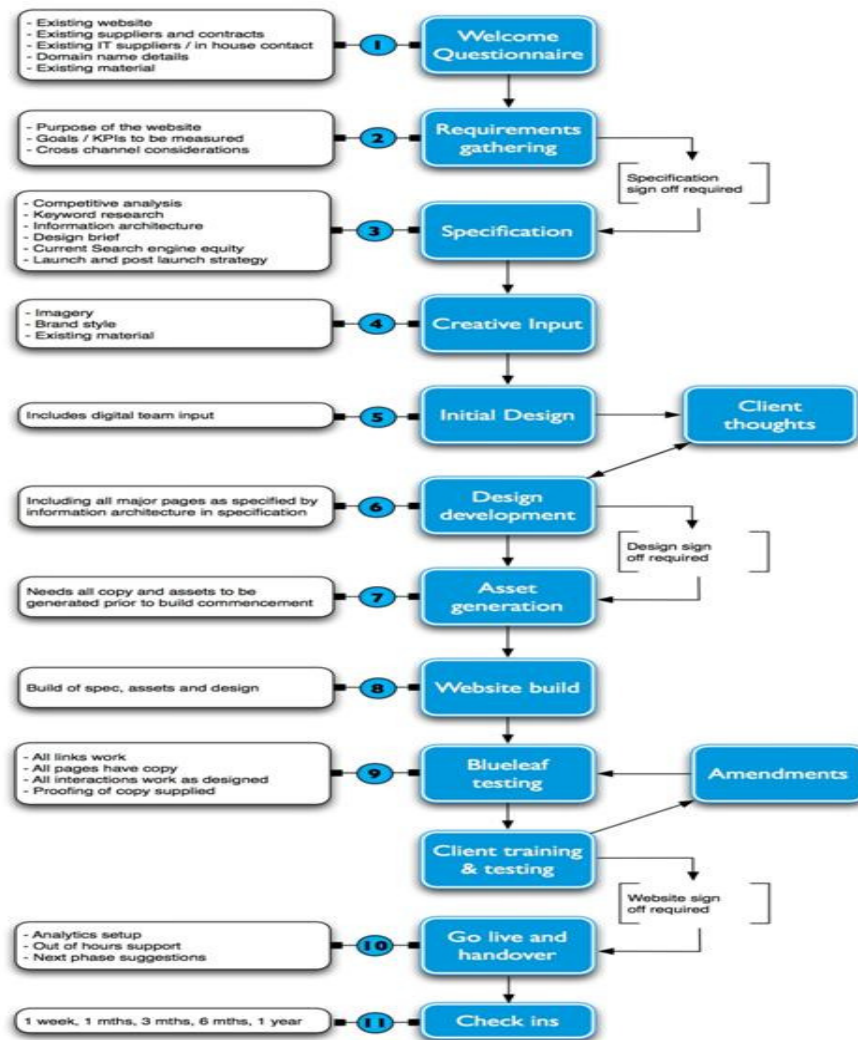 - Existing website
- Existing suppliers and contracts
- Existing IT suppliers / in house contact
- Domain name details
- Existing material
1
Welcome
Questionnaire
- Purpose of the website
- Goals / KPIs to be measured
- Cross channel considerations
2
Requirements
gathering
Specification
sign off required
- Competitive analysis
- Keyword research
- Information architecture
- Design brief
- Current Search engine equity
- Launch and post launch strategy
3
Specification
- Imagery
- Brand style
- Existing material
4
Creative Input
Includes digital team input
5
Initial Design
Client
thoughts
Including all major pages as specified by
information architecture in specification
6
Design
development
Design sign
off required
Needs all copy and assets to be
generated prior to build commencement
7
Asset
generation
Build of spec, assets and design
8
Website build
- All links work
- All pages have copy
- All interactions work as designed
- Proofing of copy supplied
9
Blueleaf
testing
Amendments
Client training
& testing
Website sign
off required
- Analytics setup
- Out of hours support
- Next phase suggestions
10
Go live and
handover
1 week, 1 mths, 3 mths, 6 mths, 1 year
11
Check ins